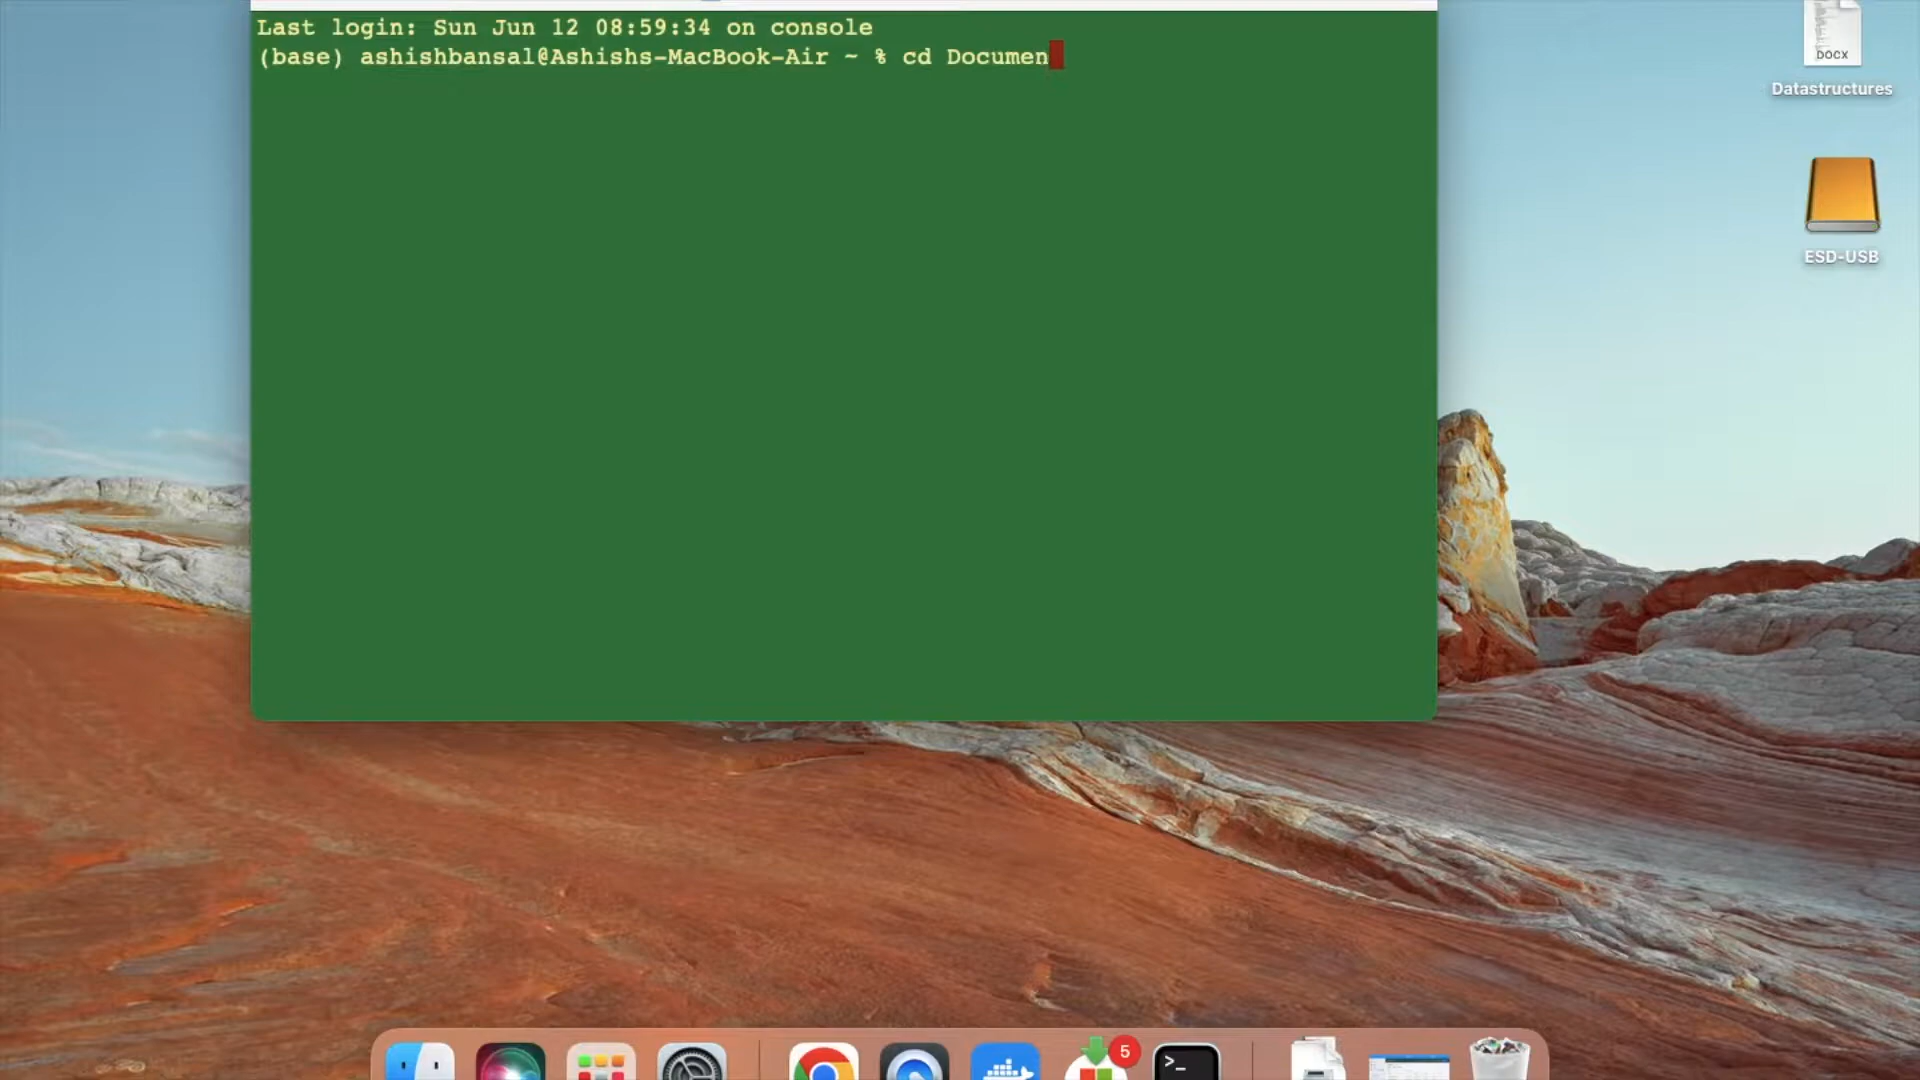 Last login: Sun Jun 12 08:59:34 on console
(base) ashishbansal@Ashishs-MacBook-Air ~ % cd Documen
DOCX
Datastructures
ESD-USB
5
>_